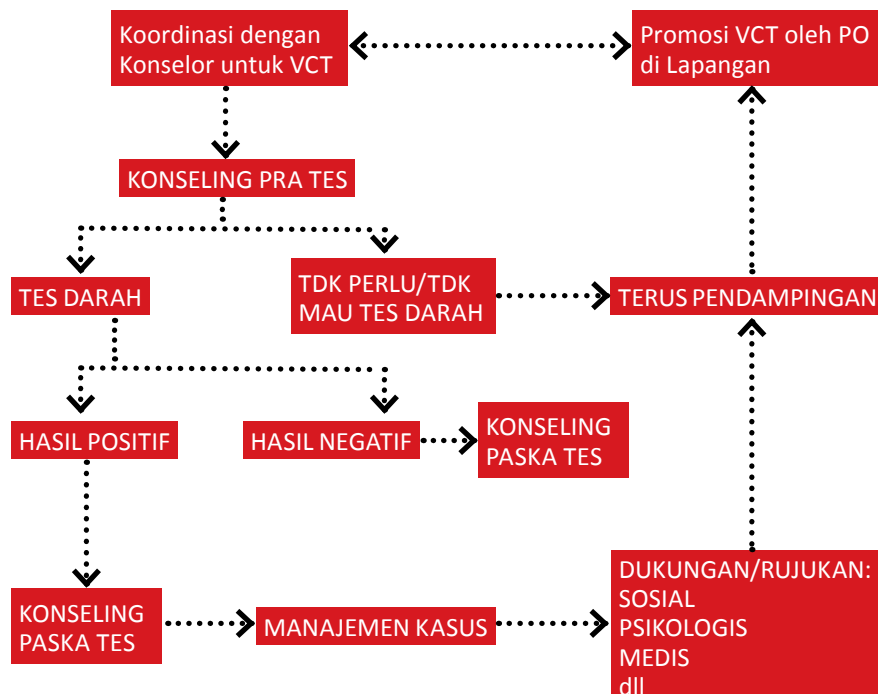 Koordinasi dengan
Konselor untuk VCT
Promosi VCT oleh PO
di Lapangan
KONSELING PRA TES
TES DARAH
TDK PERLU/TDK
MAU TES DARAH
TERUS PENDAMPINGAN
HASIL POSITIF
HASIL NEGATIF
KONSELING
PASKA TES
KONSELING
PASKA TES
MANAJEMEN KASUS
DUKUNGAN/RUJUKAN:
SOSIAL
PSIKOLOGIS
MEDIS
dll